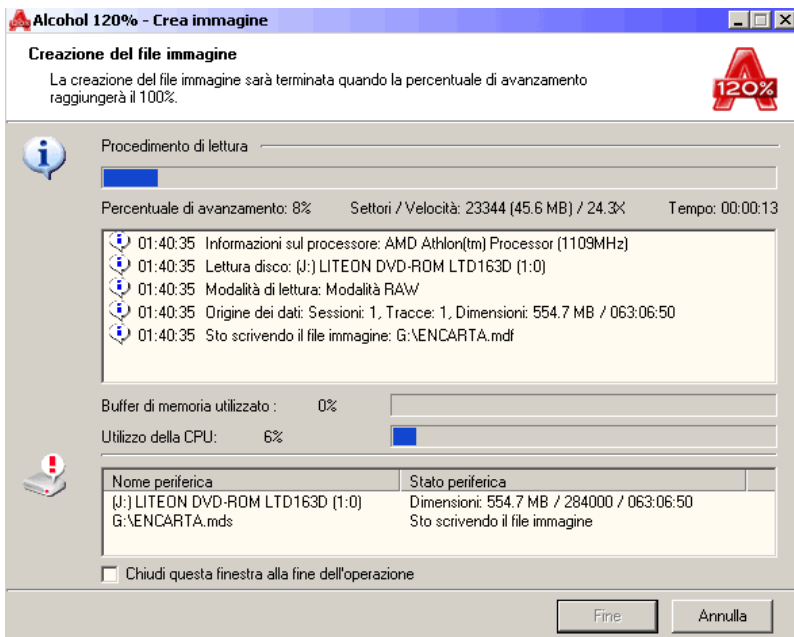 Alcohol 120% - Crea immagine
Creazione del file immagine
La creazione del file immagine sarà terminata quando la percentuale di avanzamento
raggiungerà il 100%.
120%
Procedimento di lettura
Percentuale di avanzamento: 8% Settori / Velocità: 23344 (45.6 MB) / 24.3X Tempo: 00:00:13
01:40:35 Informazioni sul processore: AMD Athlon(tm) Processor (1109MHz)
01:40:35 Lettura disco: (J:) LITEON DVD-ROM LTD163D (1:0)
01:40:35 Modalità di lettura: Modalità RAW
01:40:35 Origine dei dati: Sessioni: 1, Tracce: 1, Dimensioni: 554.7 MB / 063:06:50
01:40:35 Sto scrivendo il file immagine: G:\ENCARTA.mdf
Buffer di memoria utilizzato : 0%
Utilizzo della CPU: 6%
Nome periferica Stato periferica
(J:) LITEON DVD-ROM LTD163D (1:0) Dimensioni: 554.7 MB / 284000 / 063:06:50
G:\ENCARTA.mds Sto scrivendo il file immagine
Chiudi questa finestra alla fine dell'operazione
Fine Annulla